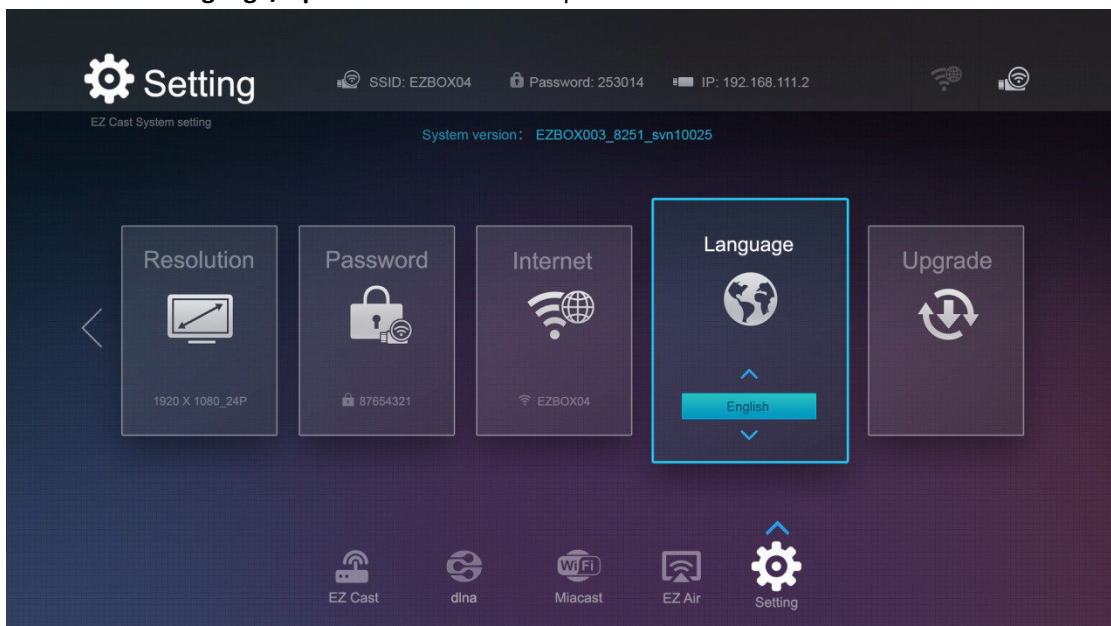 Setting
SSID: EZBOX04
Password: 253014
IP: 192.168.111.2
EZ Cast System setting
System version: EZBOX003_8251_svn10025
Resolution
1920 X 1080_24P
Password
87654321
Internet
EZBOX04
Language
English
Upgrade
EZ Cast
dlna
WiFi
Miacast
EZ Air
Setting